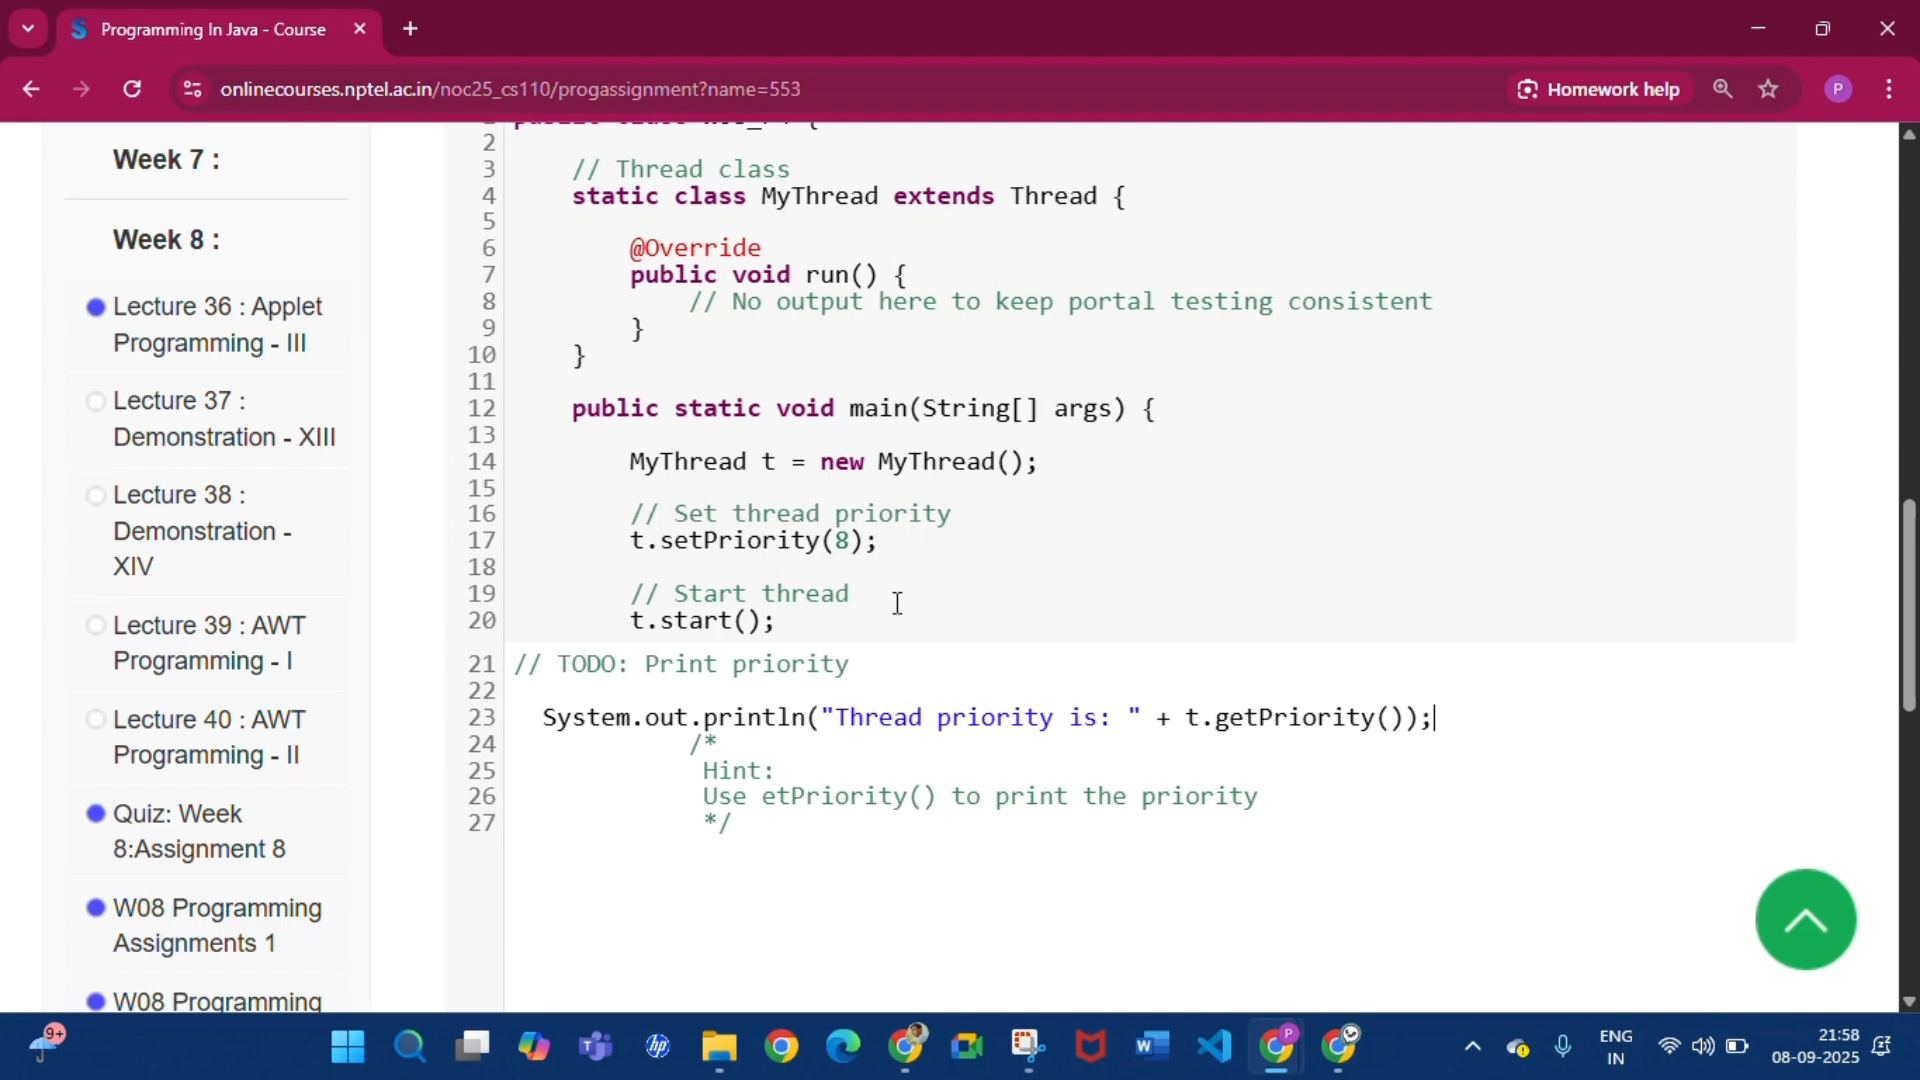 Programming In Java - Course
onlinecourses.nptel.ac.in/noc25_cs110/progassignment?name=553
Homework help
P
Week 7 :
Week 8 :
Lecture 36 : Applet
Programming - III
Lecture 37 :
Demonstration - XIII
Lecture 38 :
Demonstration -
XIV
Lecture 39 : AWT
Programming - I
Lecture 40 : AWT
Programming - II
Quiz: Week
8:Assignment 8
W08 Programming
Assignments 1
W08 Programming
2
3 // Thread class
4 static class MyThread extends Thread {
5
6 @Override
7 public void run() {
8 // No output here to keep portal testing consistent
9 }
10 }
11
12 public static void main(String[] args) {
13
14 MyThread t = new MyThread();
15
16 // Set thread priority
17 t.setPriority(8);
18
19 // Start thread
20 t.start();
21 // TODO: Print priority
22
23 System.out.println("Thread priority is: " + t.getPriority());
24 /*
25 Hint:
26 Use etPriority() to print the priority
27 */
9+
ENG
IN
21:58
08-09-2025